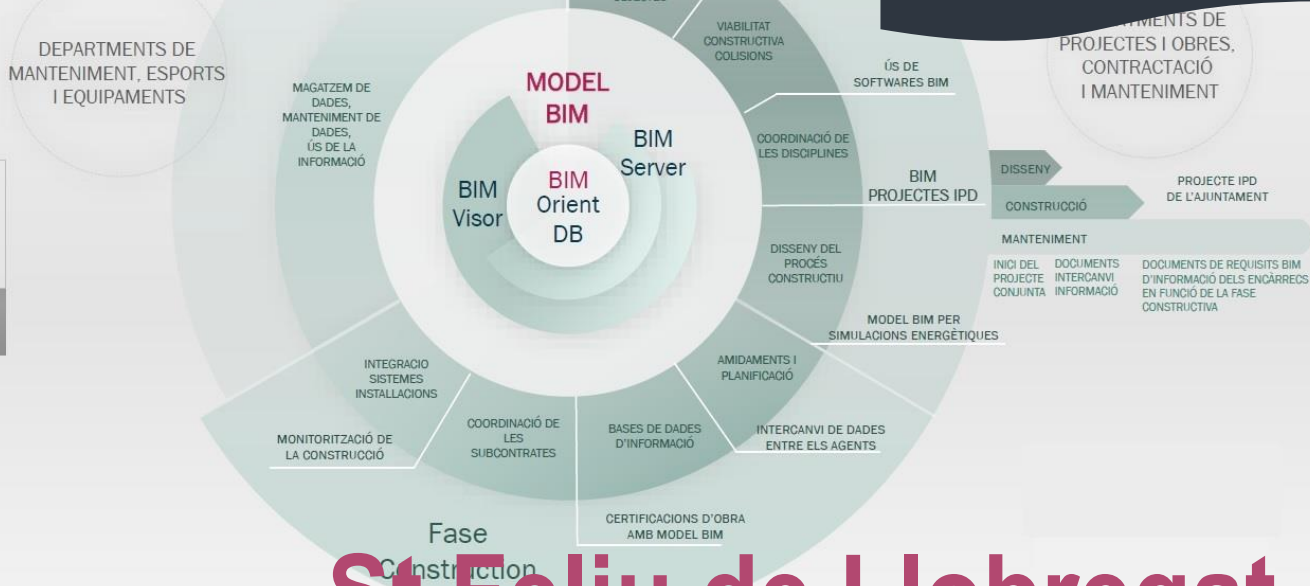 DEPARTMENTS DE
MANTENIMENT, ESPORTS
I EQUIPAMENTS
MAGATZEM DE
DADES,
MANTENIMENT DE
DADES,
ÚS DE LA
INFORMACIÓ
MODEL
BIM
BIM
Server
BIM
Visor
BIM
Orient
DB
VIABILITAT
CONSTRUCTIVA
COLISIONS
COORDINACIÓ DE
LES DISCIPLINES
DISSENY DEL
PROCÉS
CONSTRUCTIU
AMIDAMENTS I
PLANIFICACIÓ
BASES DE DADES
D'INFORMACIÓ
COORDINACIÓ DE
LES
SUBCONTRATES
INTEGRACIO
SISTEMES
INSTALLACIONS
ÚS DE
SOFTWARES BIM
BIM
PROJECTES IPD
MODEL BIM PER
SIMULACIONS ENERGÈTIQUES
INTERCANVI DE DADES
ENTRE ELS AGENTS
CERTIFICACIONS D'OBRA
AMB MODEL BIM
MONITORITZACIÓ DE
LA CONSTRUCCIÓ
Fase
Construction
DE
PROJECTES I OBRES,
CONTRACTACIÓ
I MANTENIMENT
DISSENY
CONSTRUCCIÓ
MANTENIMENT
PROJECTE IPD
DE L'AJUNTAMENT
INICI DEL
PROJECTE
CONJUNTA
DOCUMENTS
INTERCANVI
INFORMACIÓ
DOCUMENTS DE REQUISITS BIM
D'INFORMACIÓ DELS ENCÀRRECS
EN FUNCIÓ DE LA FASE
CONSTRUCTIVA
St Feliu de Llobregat